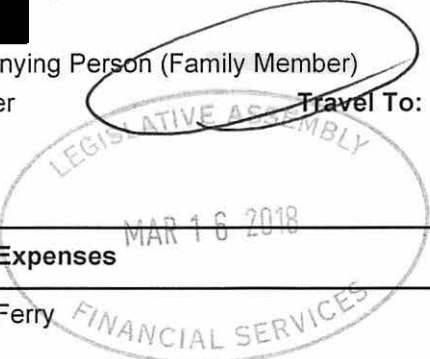 nying Person (Family Member)
er
Travel To:
LEGISLATIVE ASSEMBLY
MAR 16 2018
Expenses
Ferry
FINANCIAL SERVICES